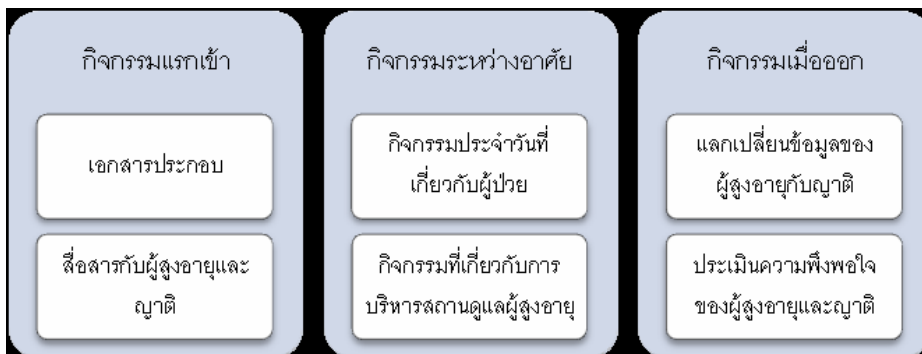 กิจกรรมแรกเข้า
เอกสารประกอบ
สื่อสารกับผู้สูงอายุและ
ญาติ
กิจกรรมระหว่างอาศัย
กิจกรรมประจำวันที่
เกี่ยวกับผู้ป่วย
กิจกรรมที่เกี่ยวกับการ
บริหารสถานดูแลผู้สูงอายุ
กิจกรรมเมื่อออก
แลกเปลี่ยนข้อมูลของ
ผู้สูงอายุกับญาติ
ประเมินความพึงพอใจ
ของผู้สูงอายุและญาติ